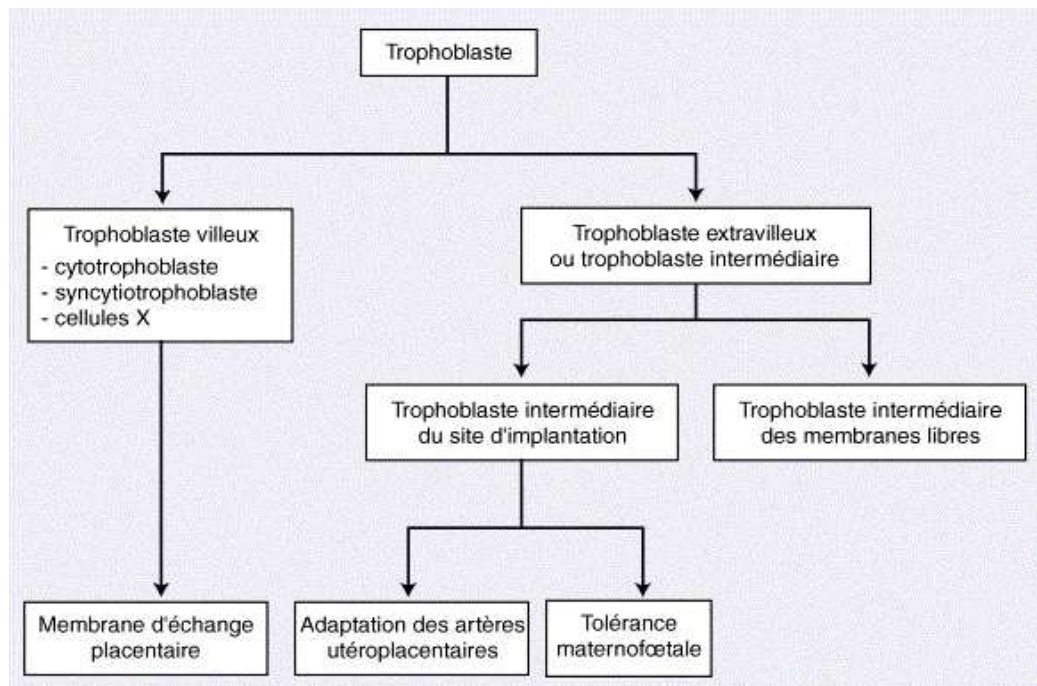 Trophoblaste
Trophoblaste villeux
- cytotrophoblaste
- syncytiotrophoblaste
- cellules X
Trophoblaste extravilleux
ou trophoblaste intermédiaire
Trophoblaste intermédiaire
du site d'implantation
Trophoblaste intermédiaire
des membranes libres
Membrane d'échange
placentaire
Adaptation des artères
utéroplacentaires
Tolérance
maternofœtale